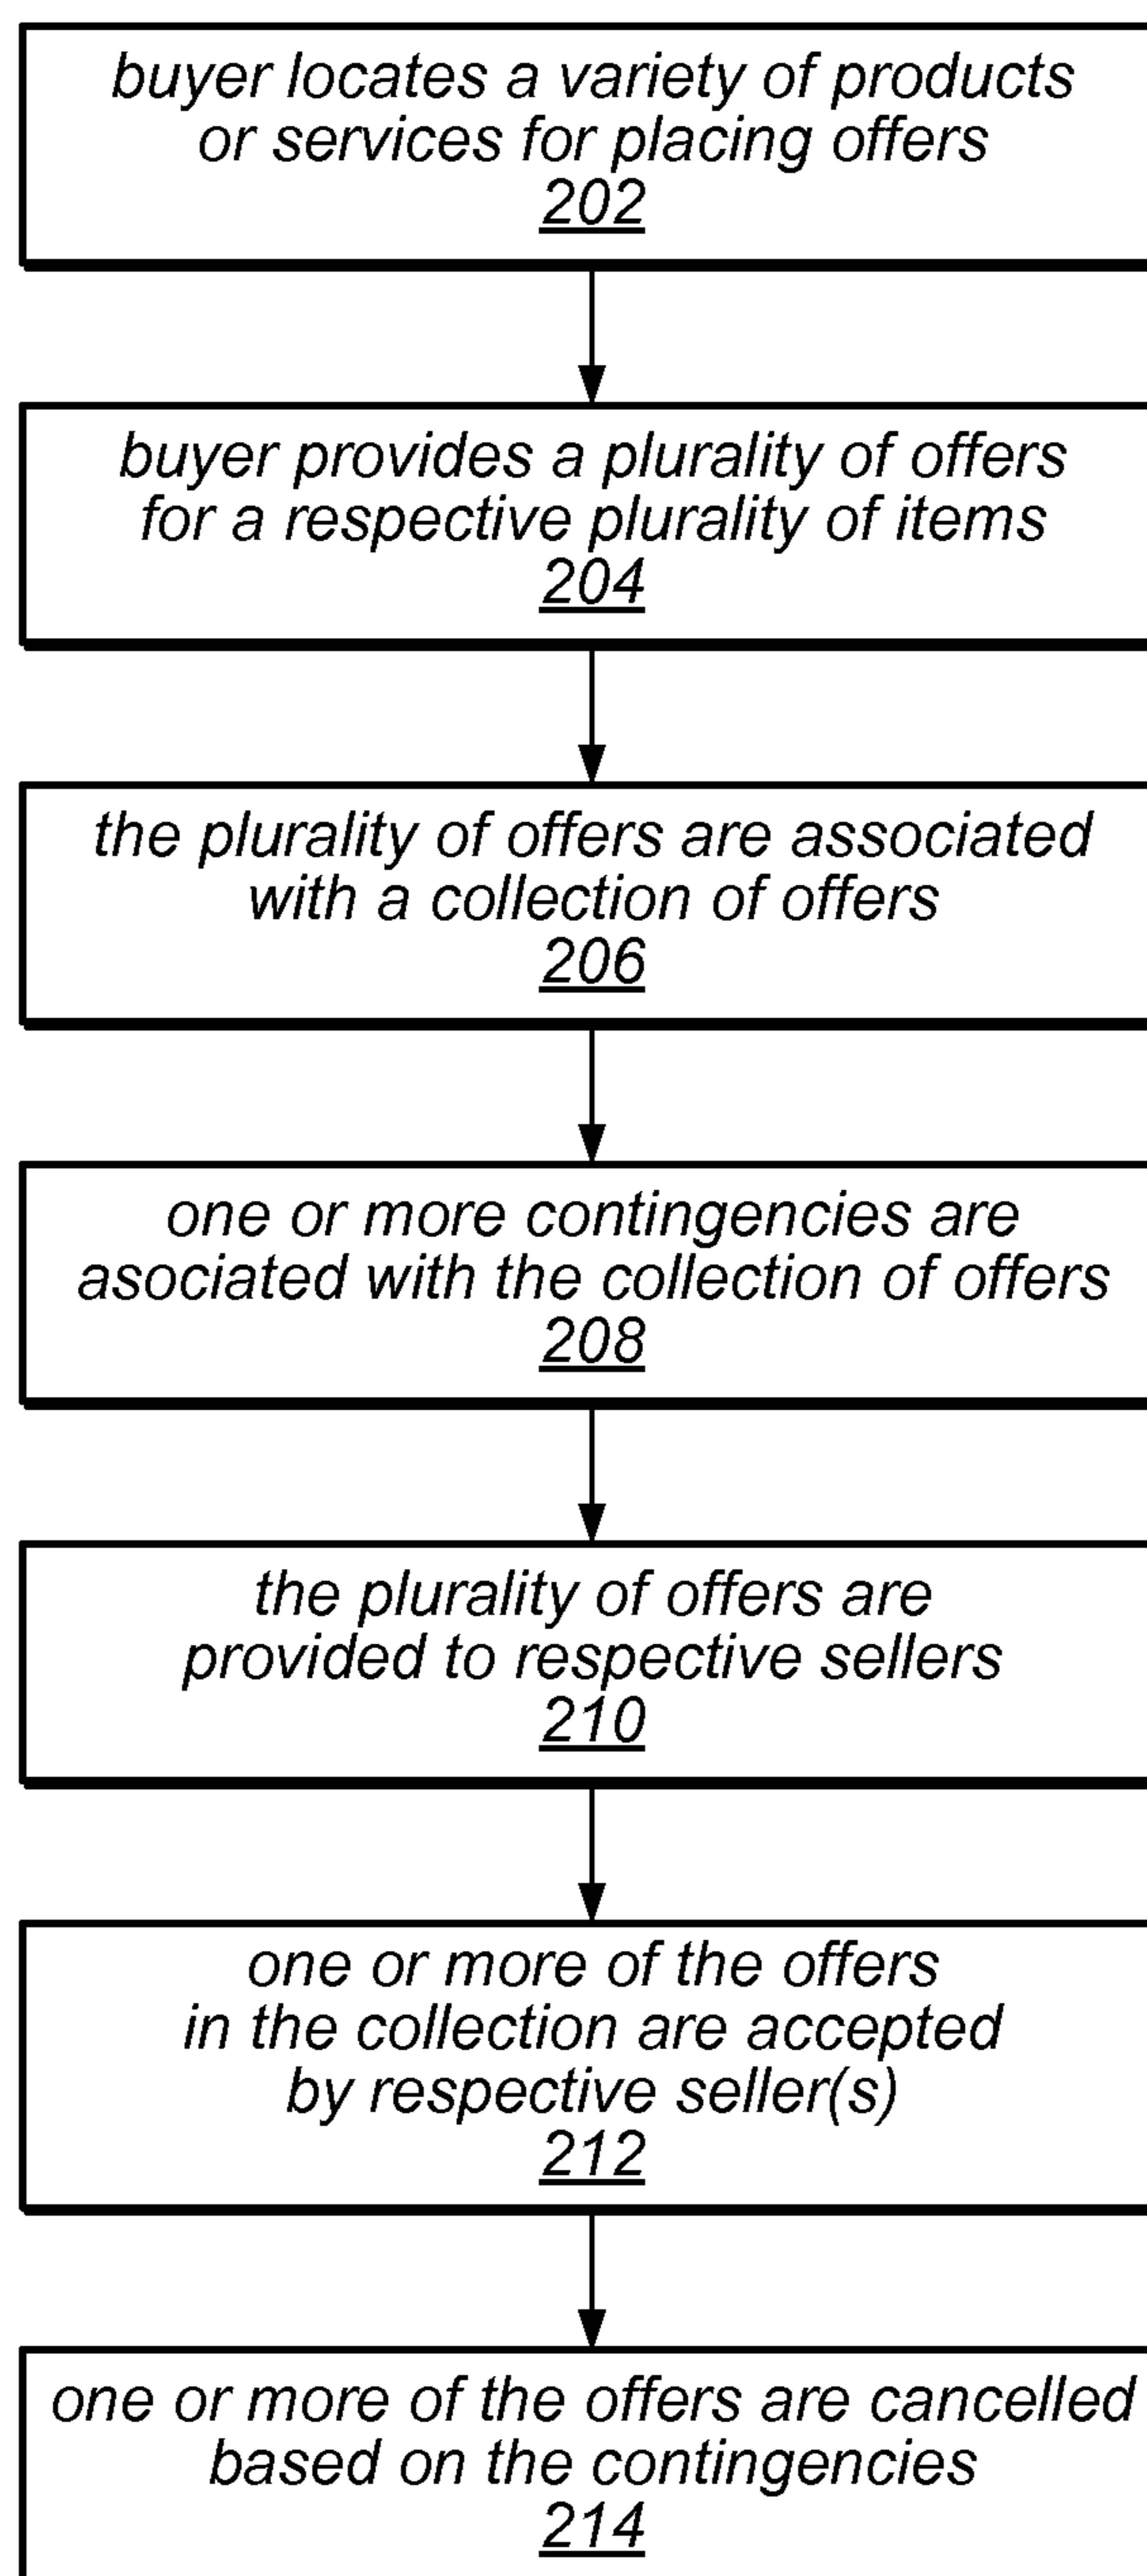 buyer locates a variety of products
or services for placing offers
202
buyer provides a plurality of offers
for a respective plurality of items
204
the plurality of offers are associated
with a collection of offers
206
one or more contingencies are
asociated with the collection of offers
208
the plurality of offers are
provided to respective sellers
210
one or more of the offers
in the collection are accepted
by respective seller(s)
212
one or more of the offers are cancelled
based on the contingencies
214